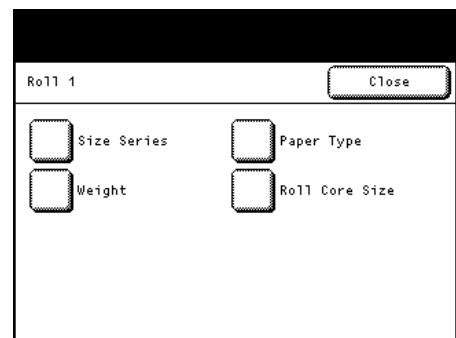 Roll 1 Close
Size Series Paper Type
Weight Roll Core Size